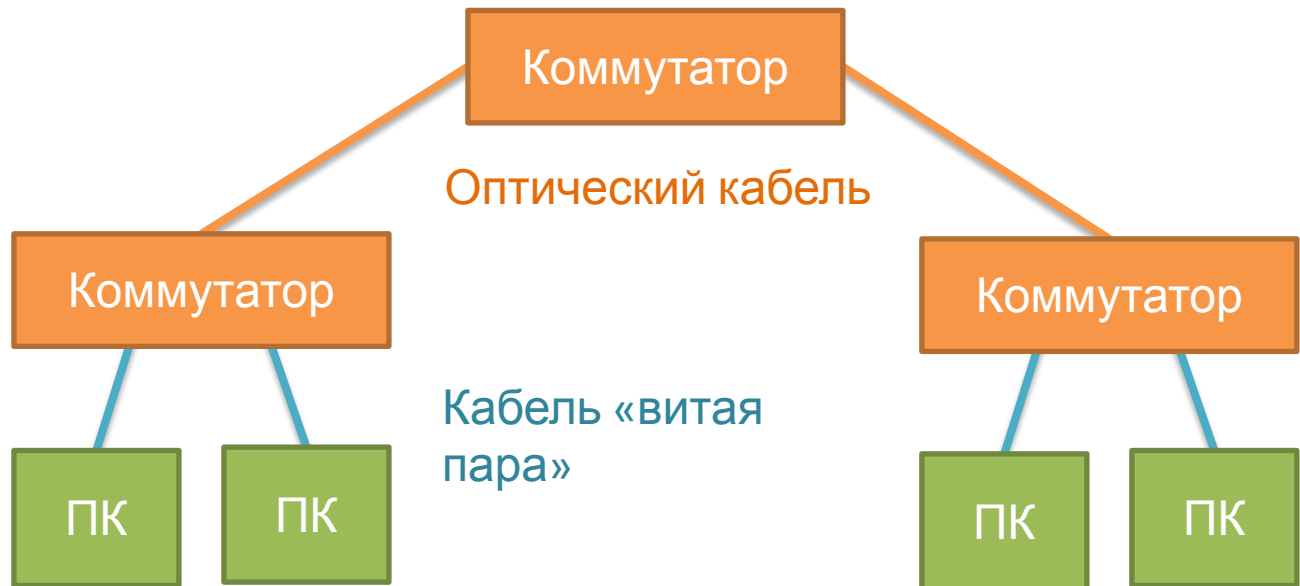 Коммутатор
Оптический кабель
Коммутатор
Коммутатор
Кабель «витая
пара»
ПК
ПК
ПК
ПК